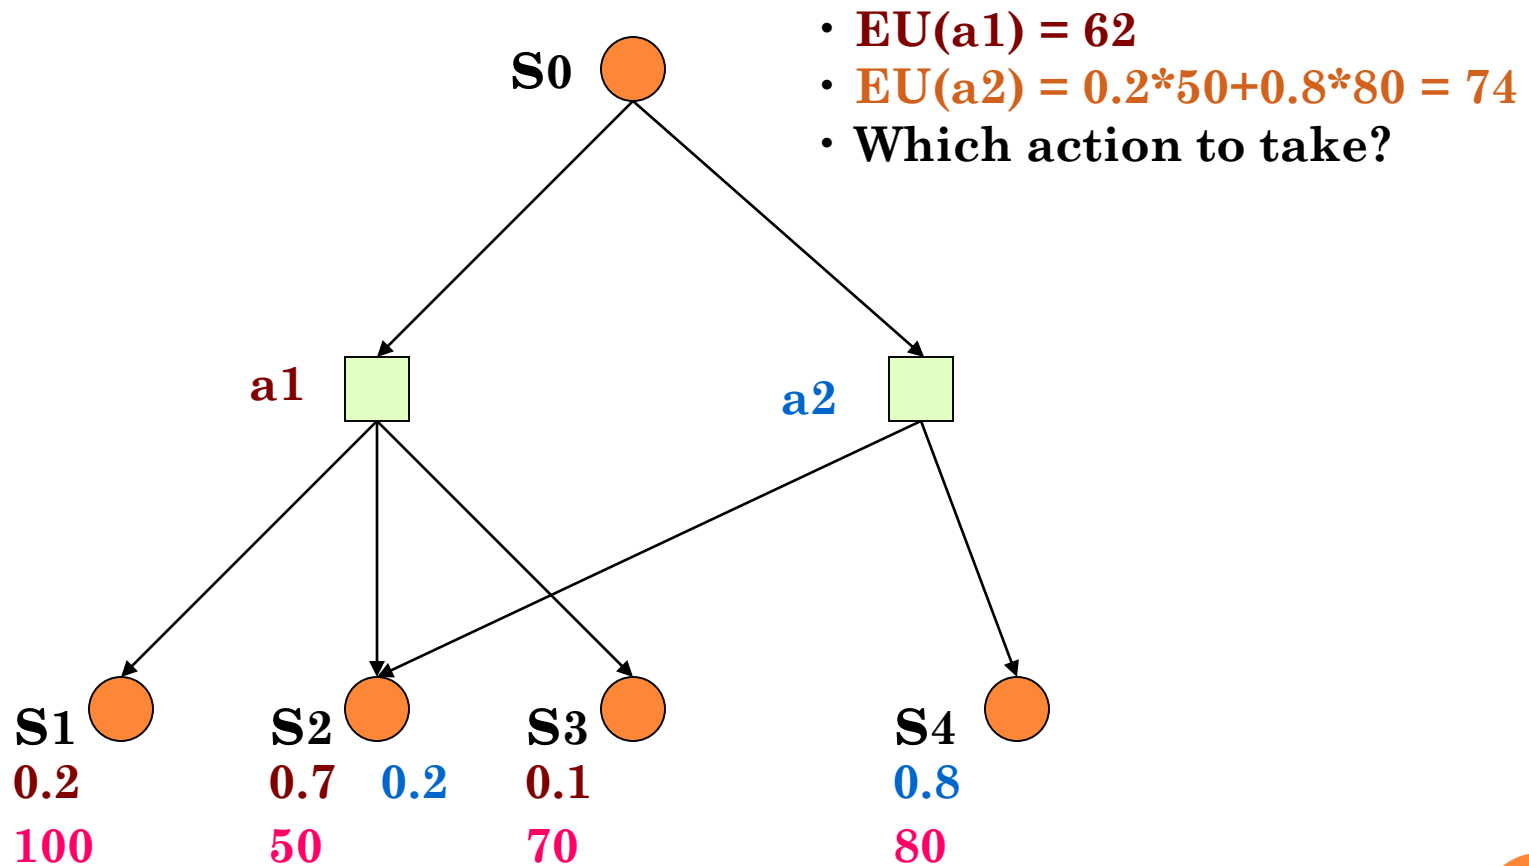 • EU(a1) = 62
S0
• EU(a2) = 0.2*50+0.8*80 = 74
• Which action to take?
a1
a2
S1 S2 S3 S4
0.2 0.7 0.2 0.1 0.8
100 50 70 80